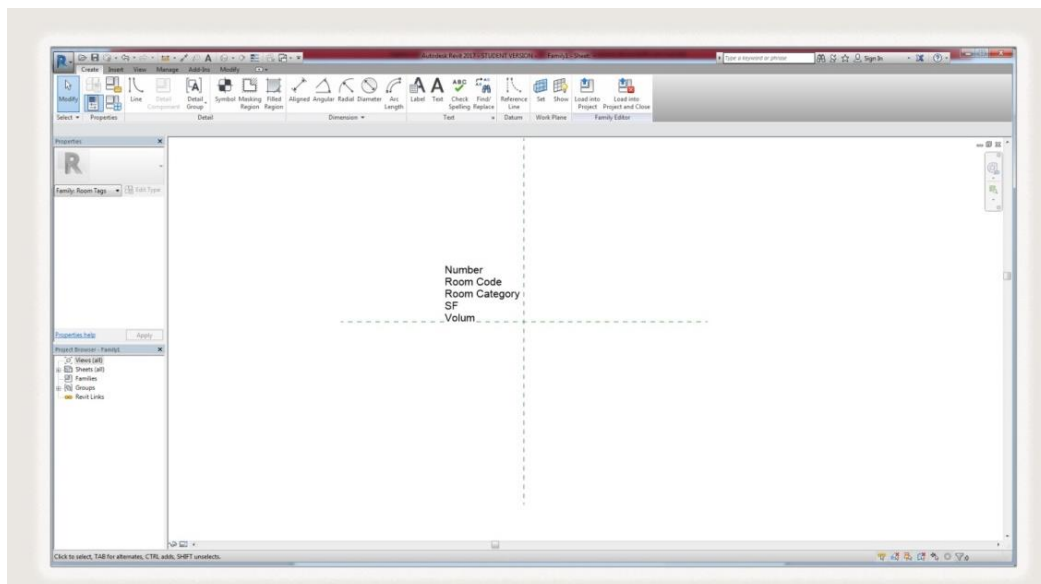 Autodesk Revit 2017 - STUDENT VERSION - Family1 - Sheet:
Type a keyword or phrase
Sign In
Create Insert View Manage Add-Ins Modify
Modify
Line
Detail Component
Detail Group
Symbol
Masking Region
Filled Region
Aligned
Angular
Radial
Diameter
Arc Length
Label
Text
Check Spelling
Find/ Replace
Reference Line
Set
Show
Load into Project
Load into Project and Close
Select
Properties
Detail
Dimension
Text
Datum
Work Plane
Family Editor
Properties
R
Family: Room Tags
Edit Type
Number
Room Code
Room Category
SF
Volum
Properties help
Apply
Project Browser - Family1
Views (all)
Sheets (all)
Families
Groups
Revit Links
Click to select, TAB for alternates, CTRL adds, SHIFT unselects.
:0